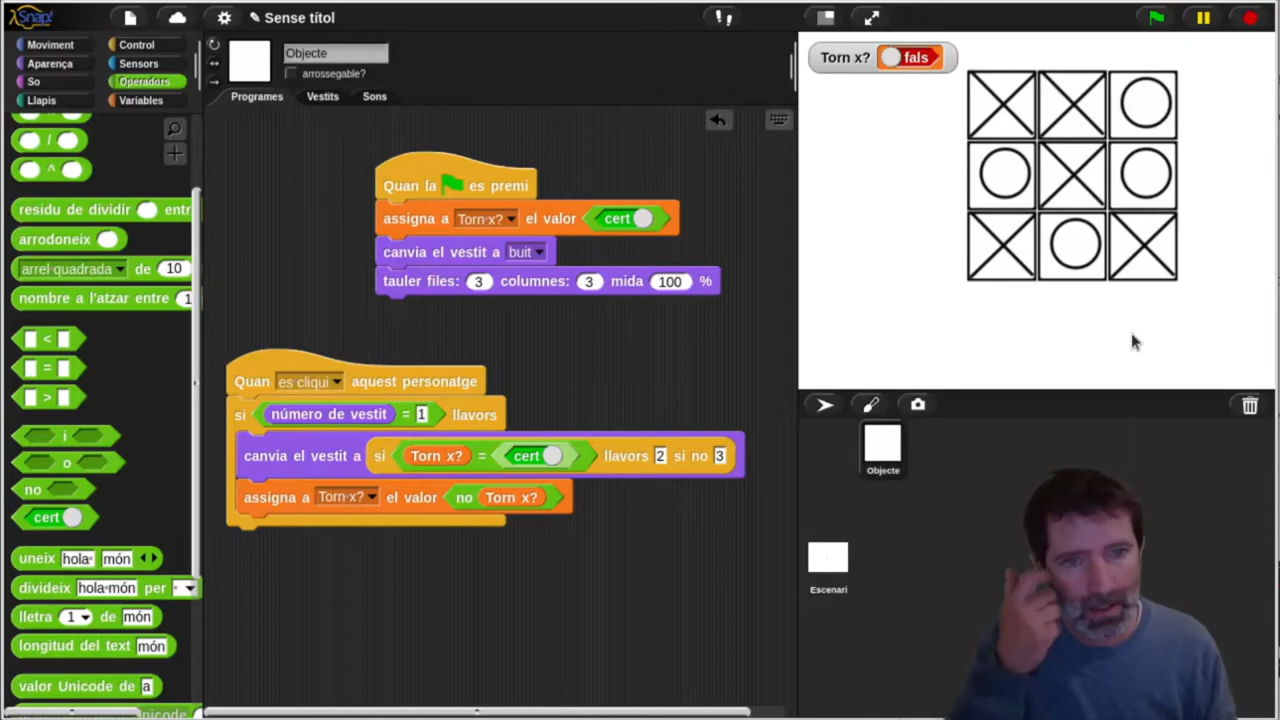 Snap!
Sense títol
Moviment
Control
Aparença
Sensors
So
Operadors
Llapis
Variables
/
^
residu de dividir entr
arrodoneix
arrel·quadrada de 10
nombre a l'atzar entre 1
<
=
>
i
o
no
cert
uneix hola· món
divideix hola·món per
lletra 1 de món
longitud del text món
valor Unicode de a
Objecte
arrossegable?
Programes Vestits Sons
Quan la es premi
assigna a Torn·x? el valor cert
canvia el vestit a buit
tauler files: 3 columnes: 3 mida 100 %
Quan es cliqui aquest personatge
si número de vestit = 1 llavors
canvia el vestit a si Torn x? = cert llavors 2 si no 3
assigna a Torn·x? el valor no Torn x?
Torn x? fals
Objecte
Escenari